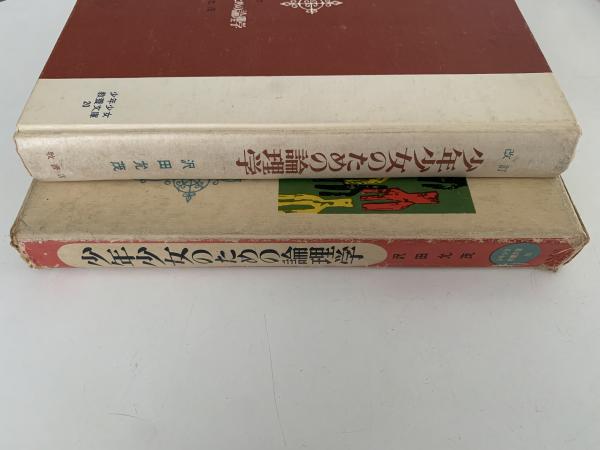 改訂
少年少女のための論理学
沢田允茂
少年少女
教養文庫
20
牧書店
少年少女のための論理学
沢田允茂